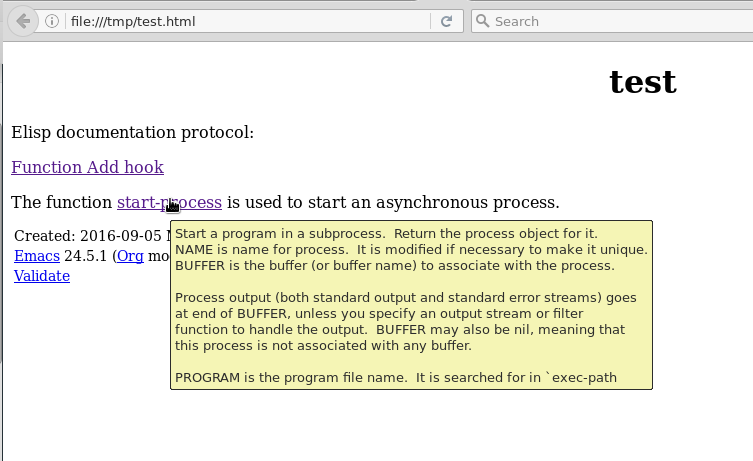 file:///tmp/test.html
Search
test
Elisp documentation protocol:
Function Add hook
The function start-process is used to start an asynchronous process.
Created: 2016-09-05
Emacs 24.5.1 (Org mo
Validate
Start a program in a subprocess.  Return the process object for it.
NAME is name for process.  It is modified if necessary to make it unique.
BUFFER is the buffer (or buffer name) to associate with the process.
Process output (both standard output and standard error streams) goes
at end of BUFFER, unless you specify an output stream or filter
function to handle the output.  BUFFER may also be nil, meaning that
this process is not associated with any buffer.
PROGRAM is the program file name.  It is searched for in `exec-path